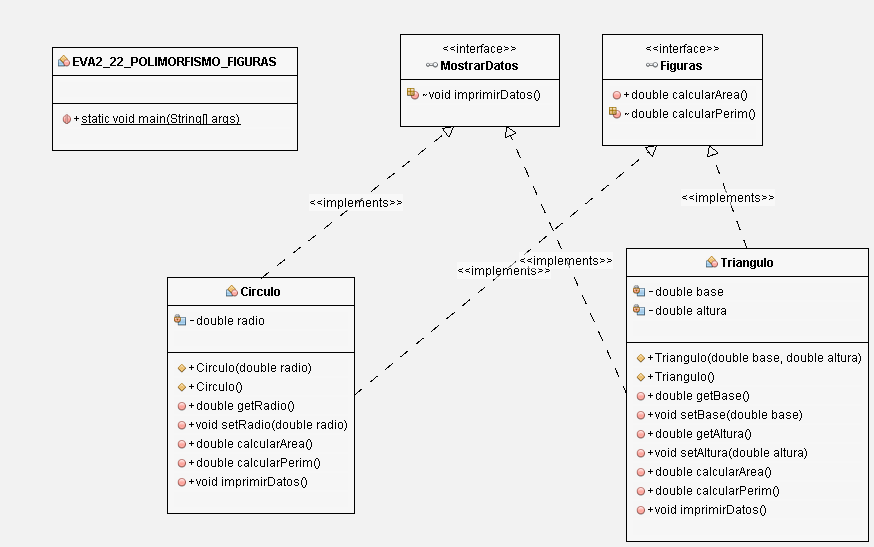 EVA2_22_POLIMORFISMO_FIGURAS
+static void main(String[] args)
<<interface>>
MostrarDatos
~void imprimirDatos()
<<interface>>
Figuras
+double calcularArea()
~double calcularPerim()
<<implements>>
<<implements>>
<<implements>>
<<implements>>
Circulo
-double radio
+Circulo(double radio)
+Circulo()
+double getRadio()
+void setRadio(double radio)
+double calcularArea()
+double calcularPerim()
+void imprimirDatos()
Triangulo
-double base
-double altura
+Triangulo(double base, double altura)
+Triangulo()
+double getBase()
+void setBase(double base)
+double getAltura()
+void setAltura(double altura)
+double calcularArea()
+double calcularPerim()
+void imprimirDatos()